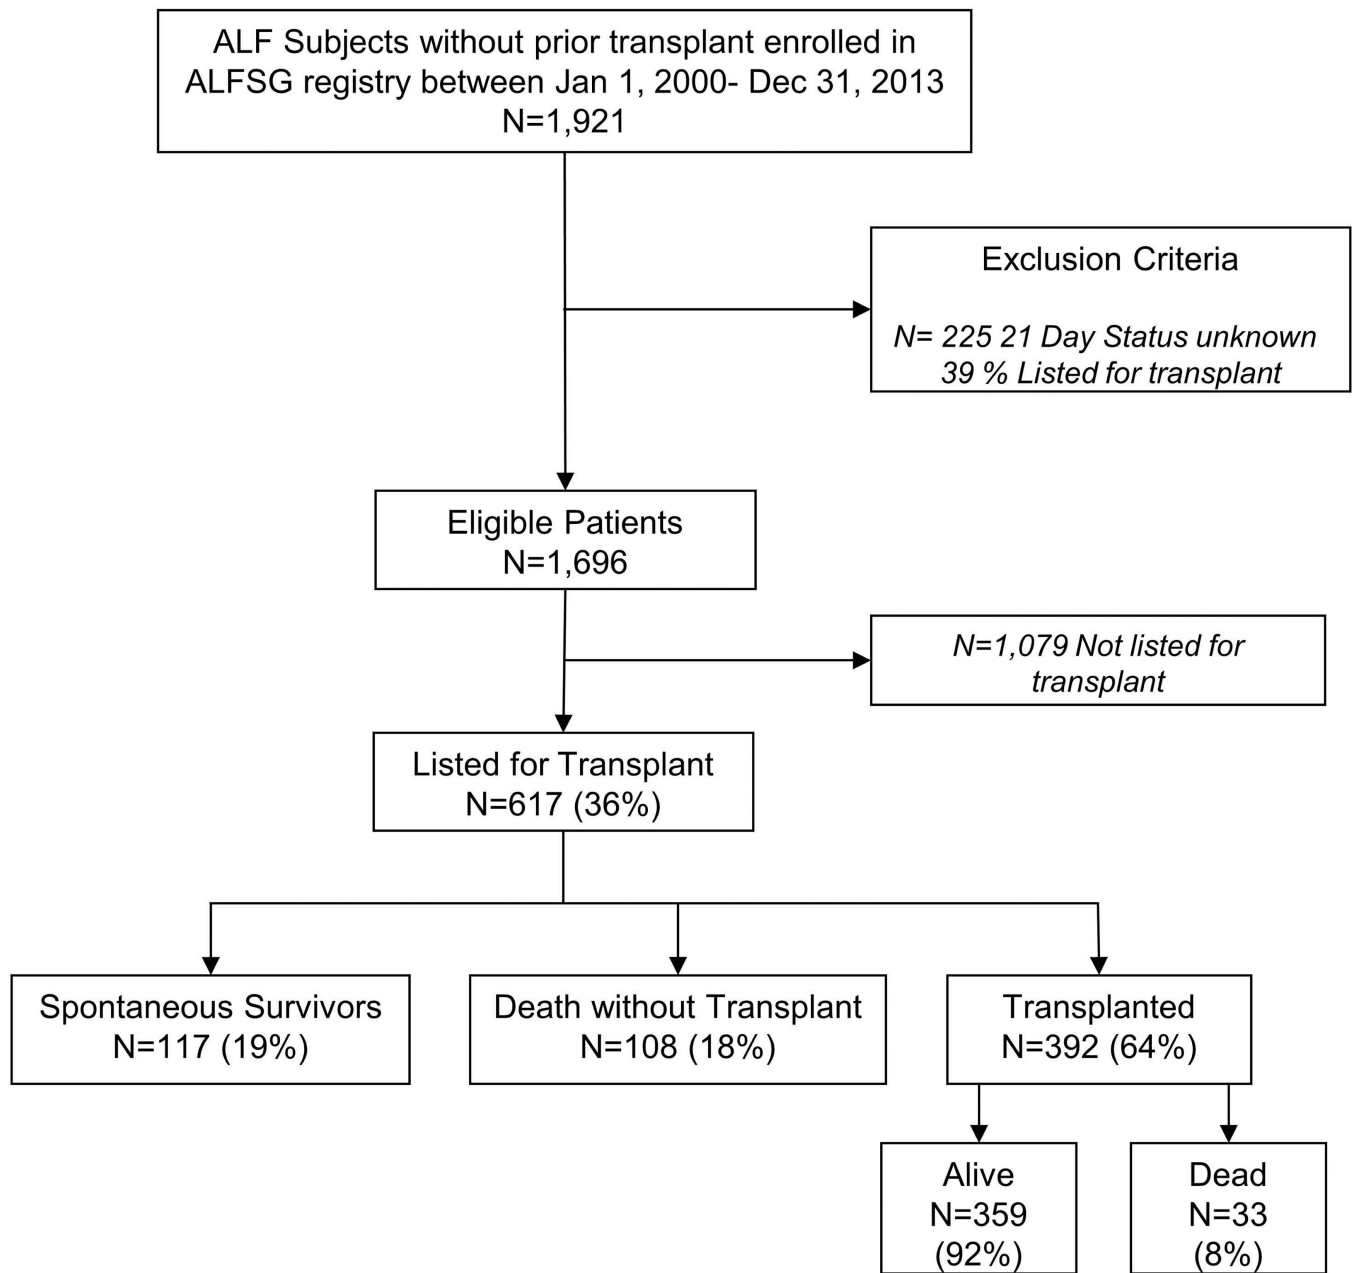 ALF Subjects without prior transplant enrolled in
ALFSG registry between Jan 1, 2000- Dec 31, 2013
N=1,921
Exclusion Criteria
N= 225 21 Day Status unknown
39 % Listed for transplant
Eligible Patients
N=1,696
N=1,079 Not listed for
transplant
Listed for Transplant
N=617 (36%)
Spontaneous Survivors
N=117 (19%)
Death without Transplant
N=108 (18%)
Transplanted
N=392 (64%)
Alive
N=359
(92%)
Dead
N=33
(8%)